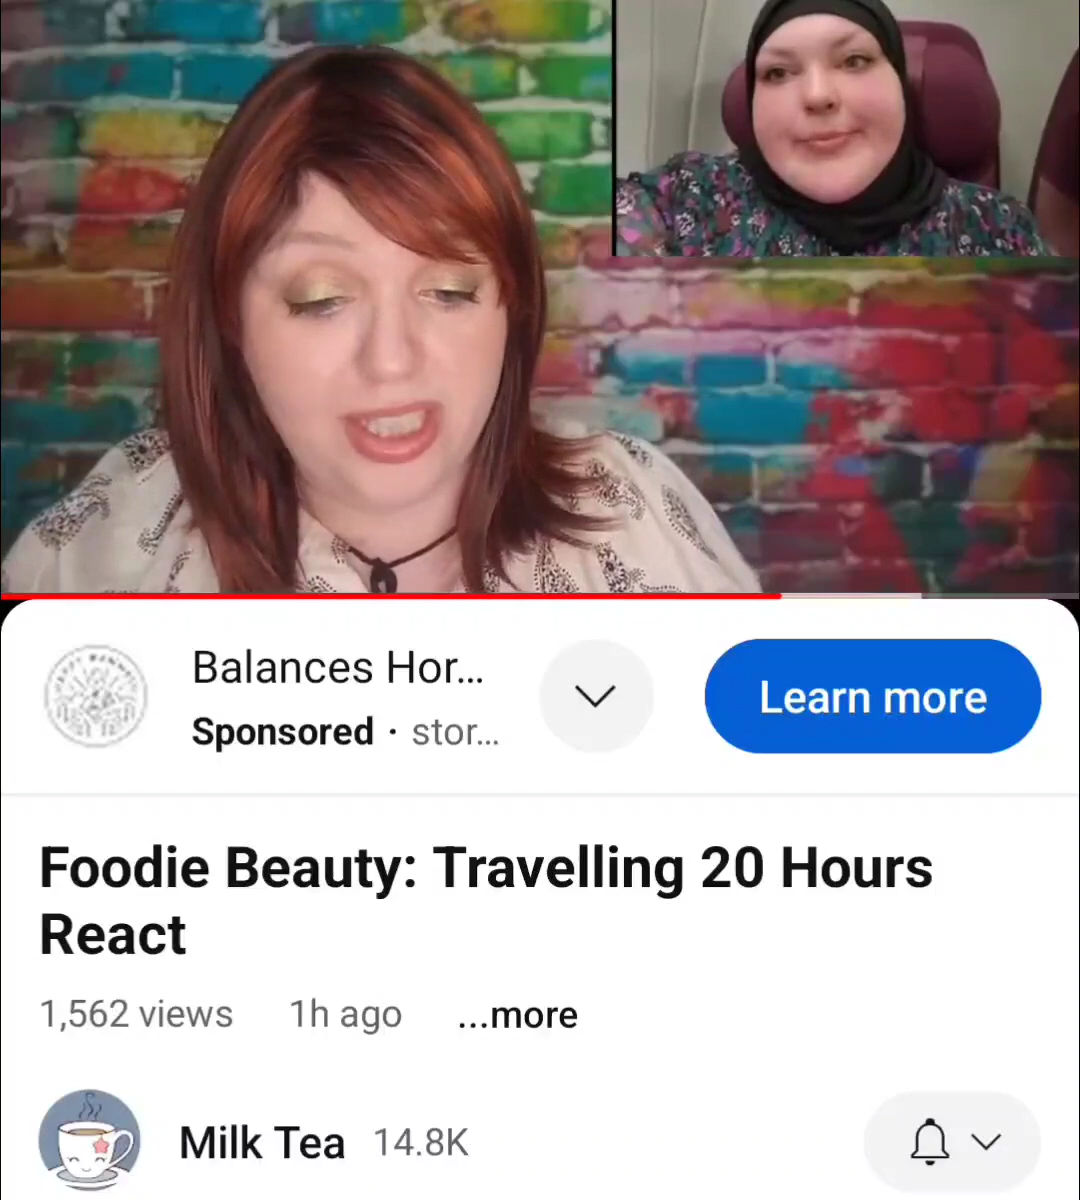 Balances Hor...
Learn more
Sponsored · stor...
Foodie Beauty: Travelling 20 Hours
React
1,562 views 1h ago ...more
Milk Tea 14.8K